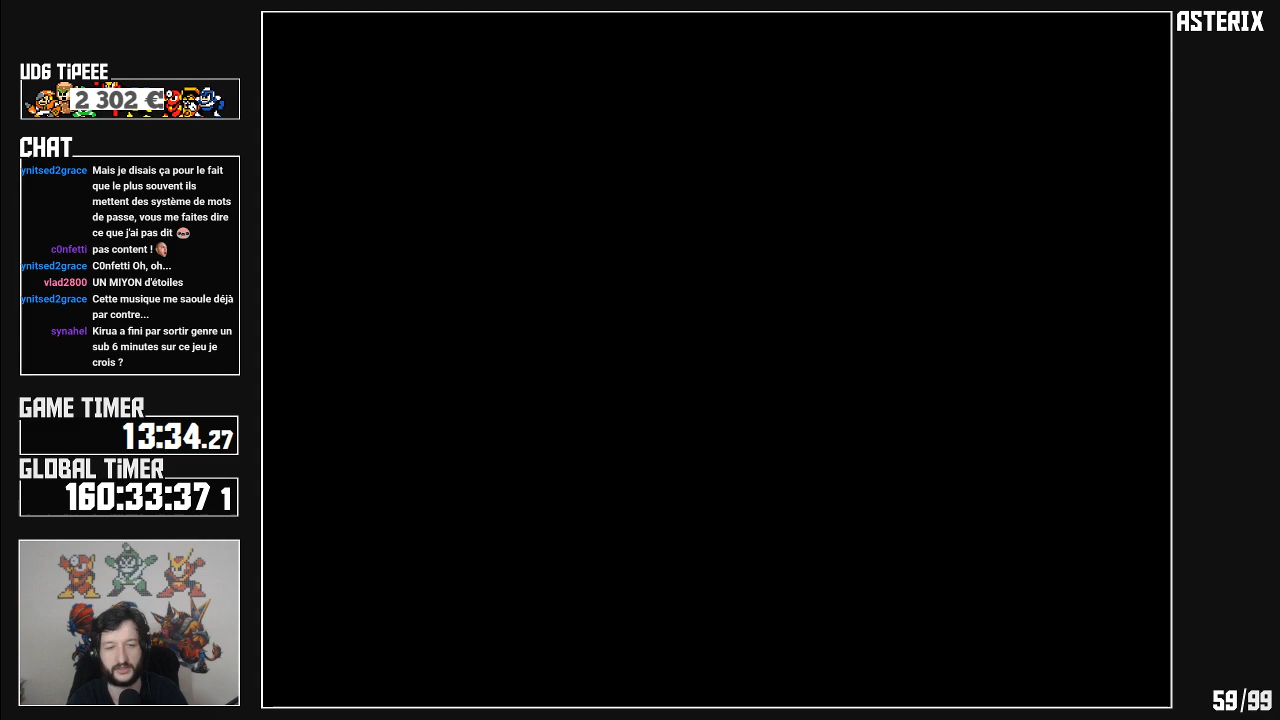 ASTERIX
UDG TiPEEE
2 302 €
CHAT
ynitsed2grace Mais je disais ça pour le fait
que le plus souvent ils
mettent des système de mots
de passe, vous me faites dire
ce que j'ai pas dit
c0nfetti pas content !
ynitsed2grace C0nfetti Oh, oh...
vlad2800 UN MIYON d'étoiles
ynitsed2grace Cette musique me saoule déjà
par contre...
synahel Kirua a fini par sortir genre un
sub 6 minutes sur ce jeu je
crois ?
GAME TIMER
13:34.27
GLOBAL TiMER
160:33:37 1
59/99